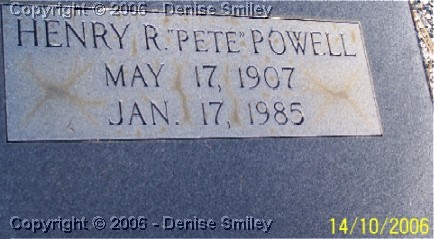 Copyright © 2006 - Denise Smiley
HENRY R. "PETE" POWELL
MAY 17, 1907
JAN. 17, 1985
Copyright © 2006 - Denise Smiley
14/10/2006